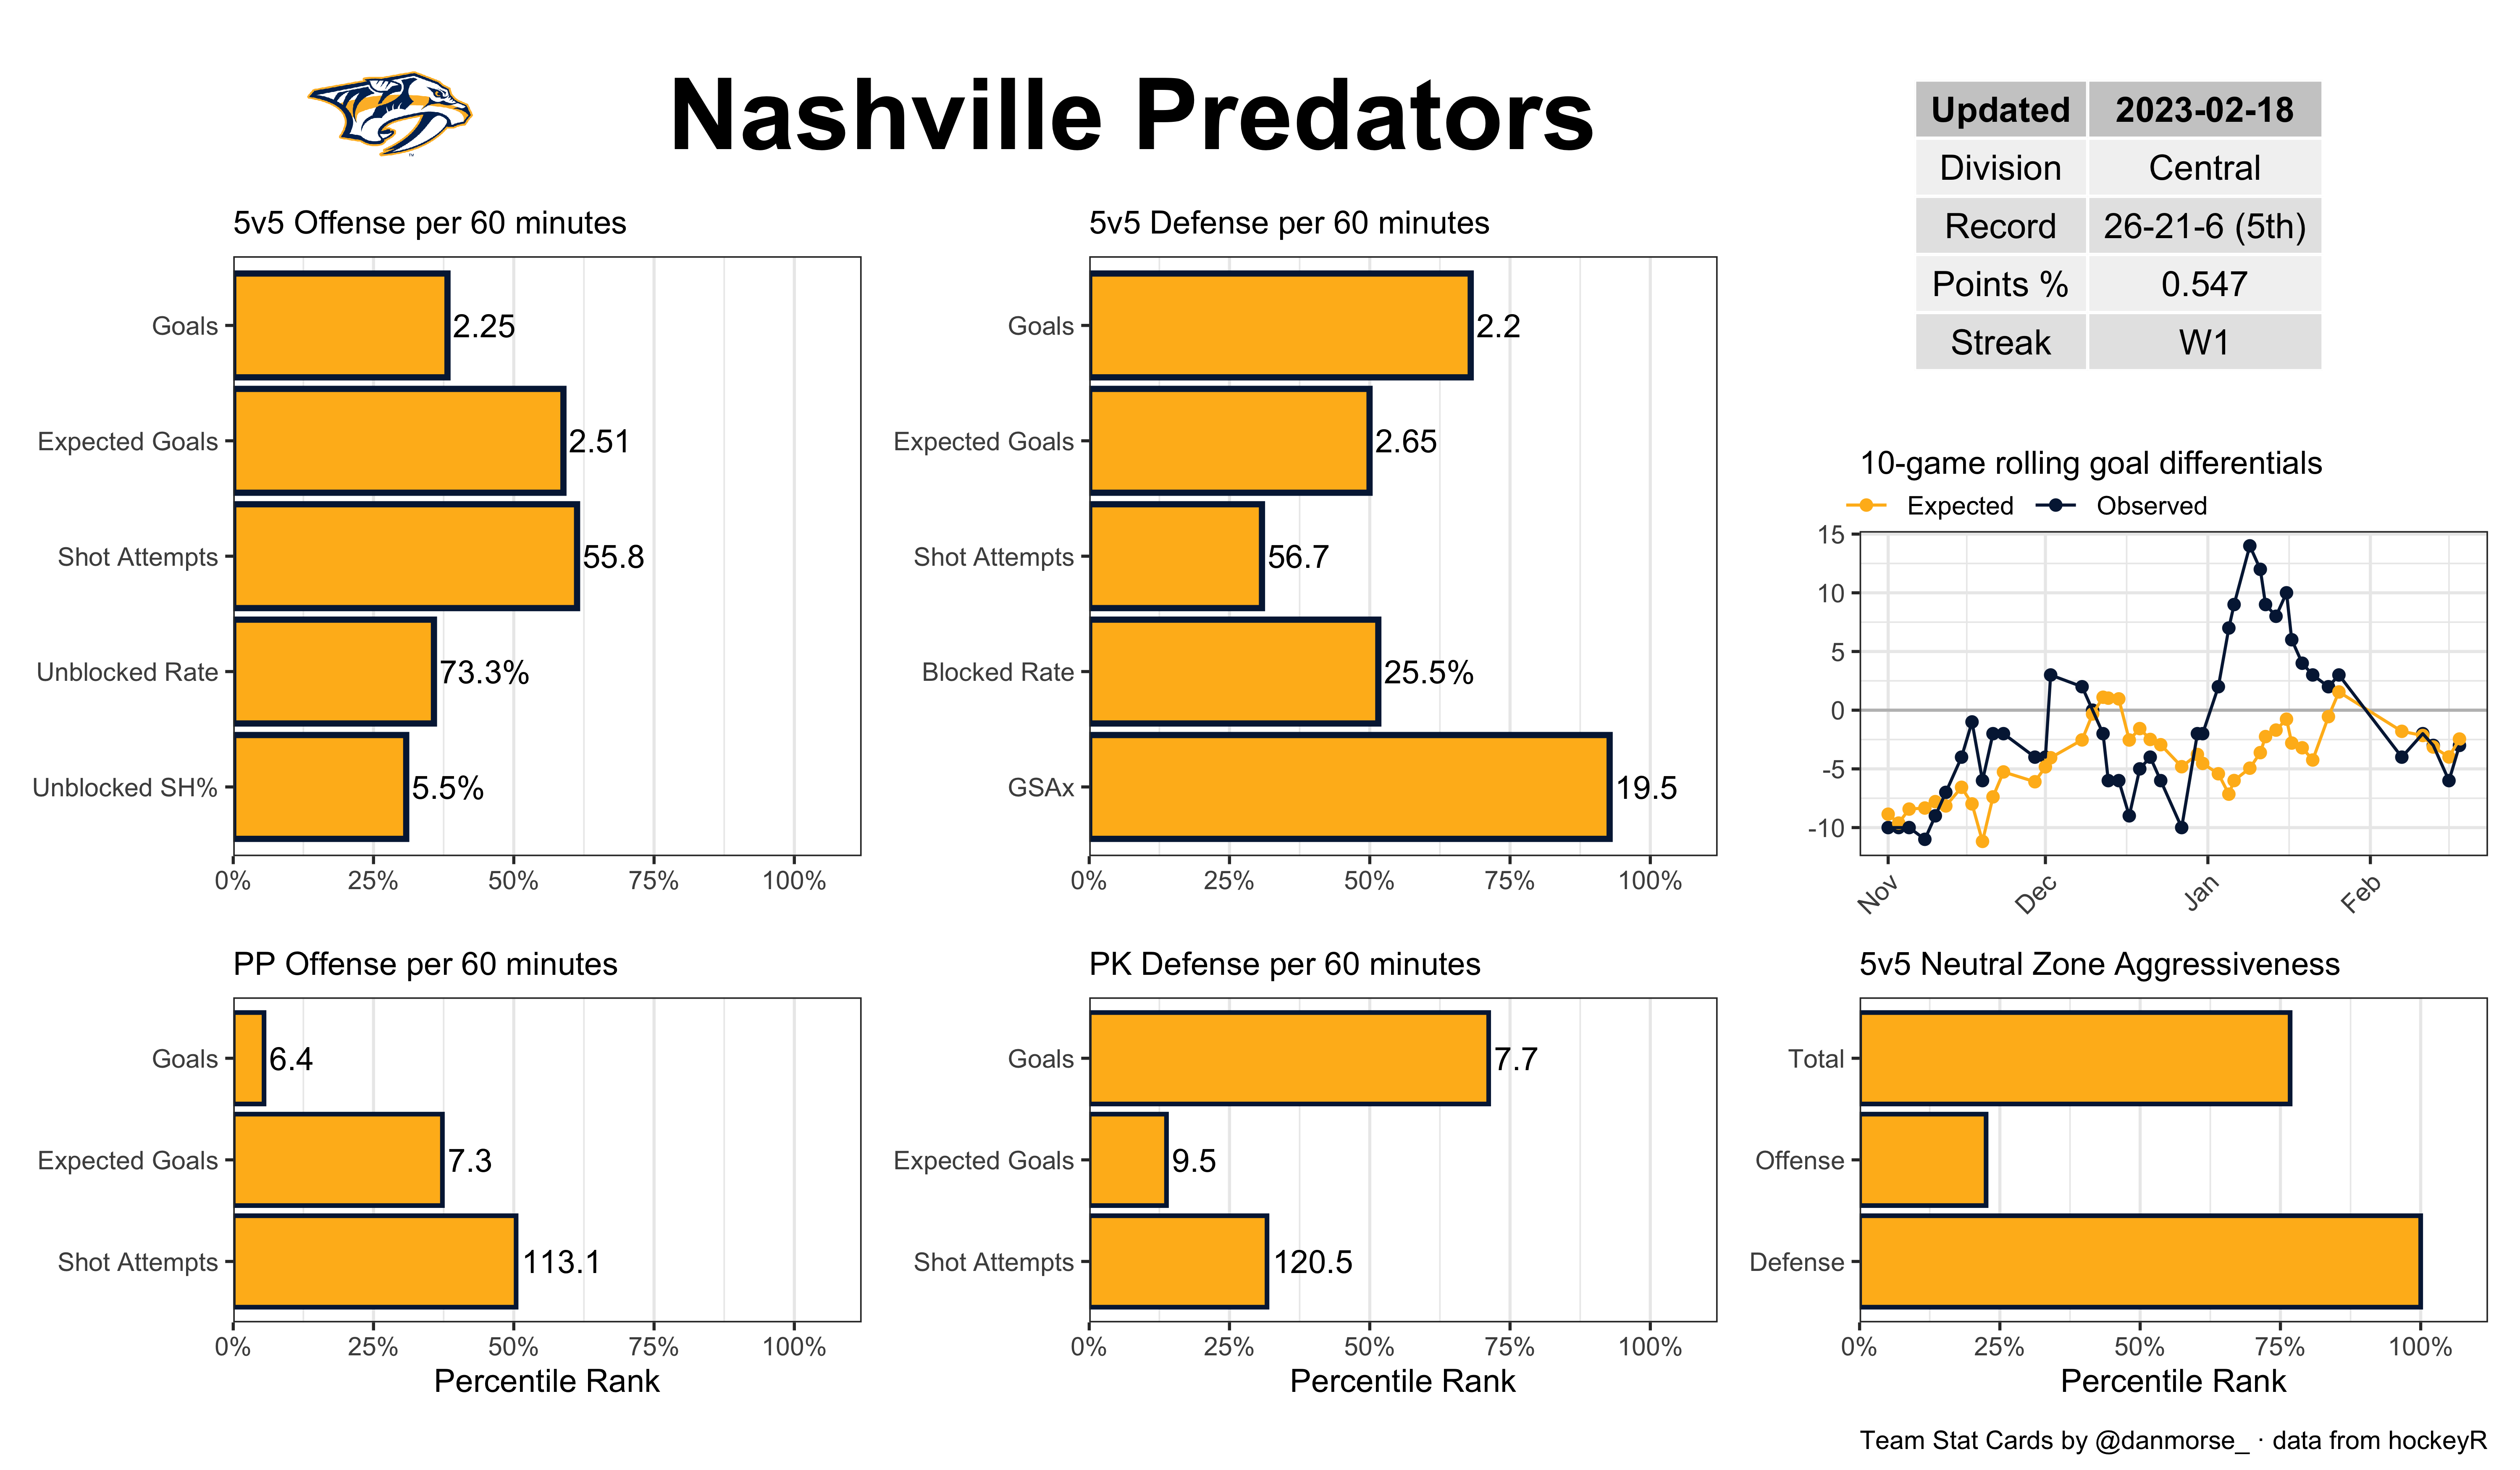 Nashville Predators
Updated 2023-02-18
Division Central
Record 26-21-6 (5th)
Points % 0.547
Streak W1
5v5 Offense per 60 minutes
Goals 2.25
Expected Goals 2.51
Shot Attempts 55.8
Unblocked Rate 73.3%
Unblocked SH% 5.5%
0% 25% 50% 75% 100%
5v5 Defense per 60 minutes
Goals 2.2
Expected Goals 2.65
Shot Attempts 56.7
Blocked Rate 25.5%
GSAx 19.5
0% 25% 50% 75% 100%
10-game rolling goal differentials
Expected Observed
15
10
5
0
-5
-10
Nov Dec Jan Feb
PP Offense per 60 minutes
Goals 6.4
Expected Goals 7.3
Shot Attempts 113.1
0% 25% 50% 75% 100%
Percentile Rank
PK Defense per 60 minutes
Goals 7.7
Expected Goals 9.5
Shot Attempts 120.5
0% 25% 50% 75% 100%
Percentile Rank
5v5 Neutral Zone Aggressiveness
Total
Offense
Defense
0% 25% 50% 75% 100%
Percentile Rank
Team Stat Cards by @danmorse_ · data from hockeyR